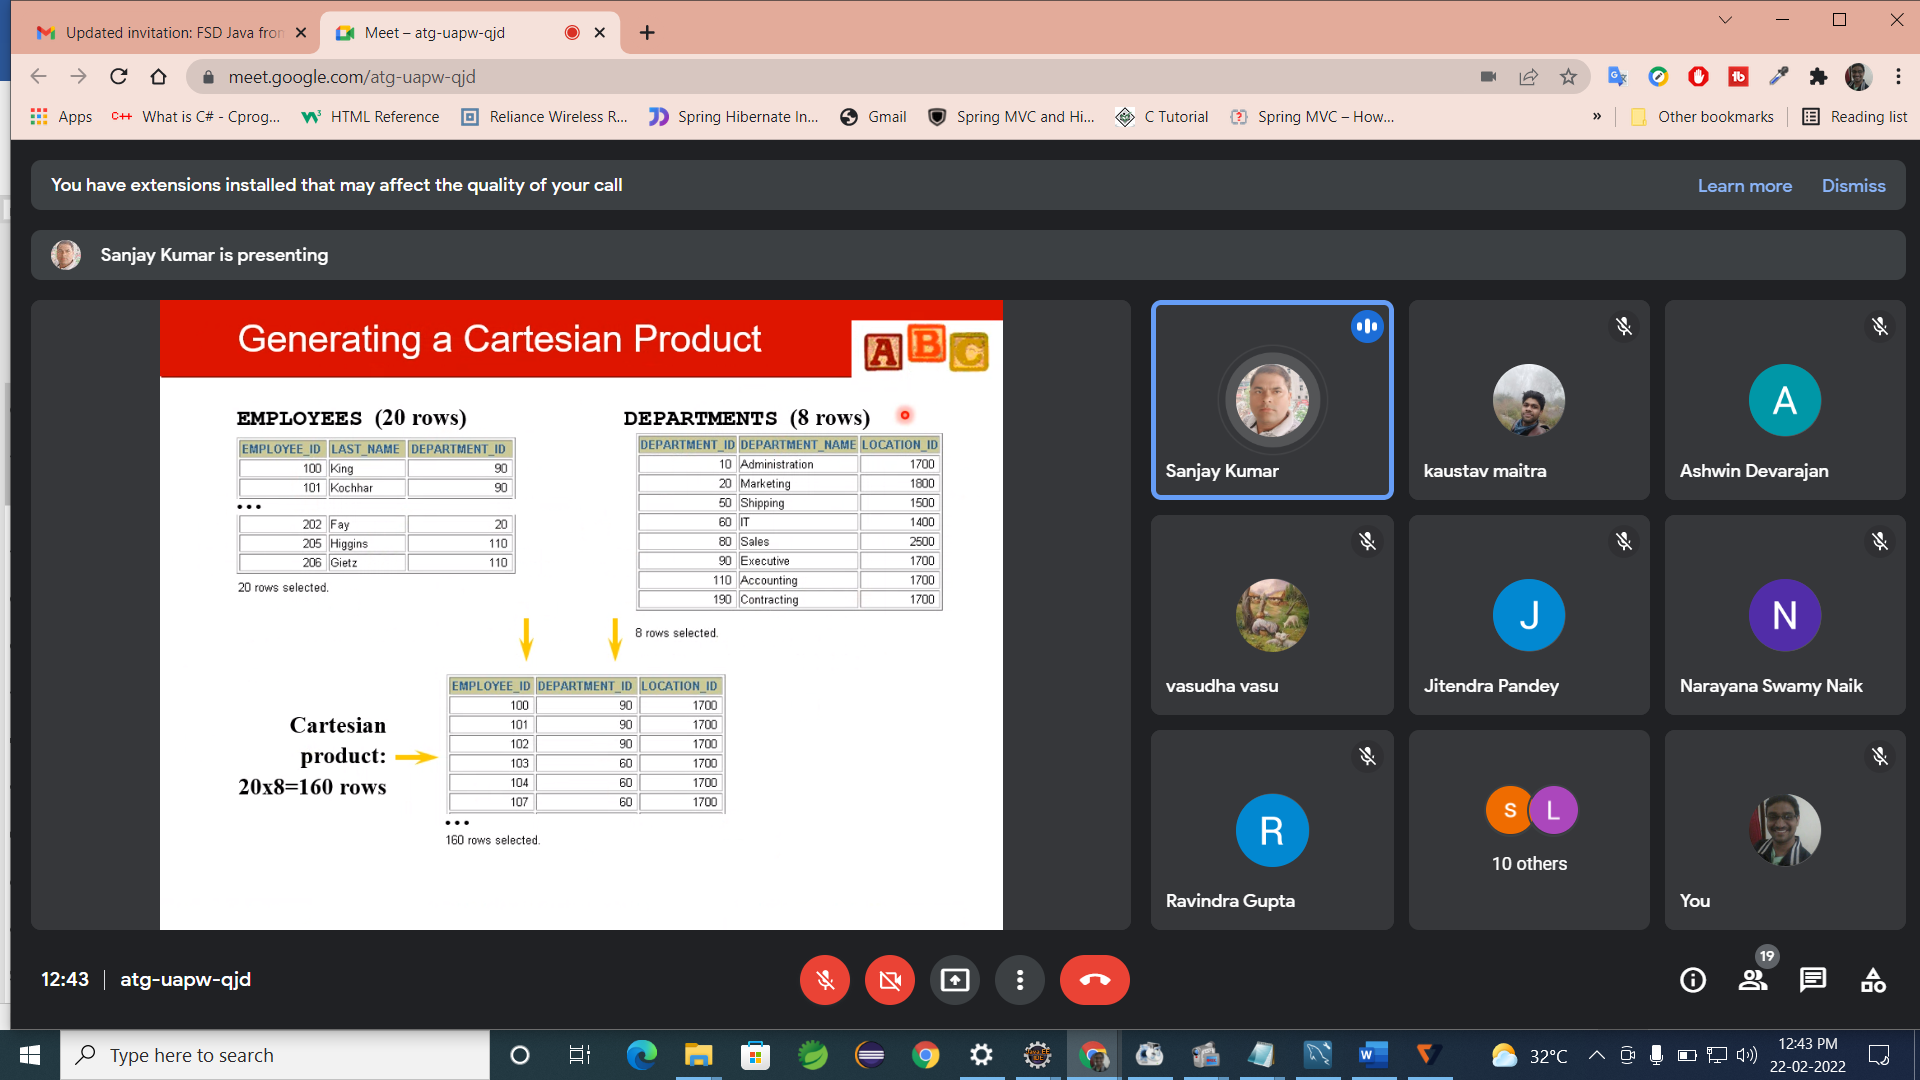 Updated invitation: FSD Java fron
Meet – atg-uapw-qjd
meet.google.com/atg-uapw-qjd
Apps
C++ What is C# - Cprog...
W3 HTML Reference
Reliance Wireless R...
Spring Hibernate In...
Gmail
Spring MVC and Hi...
C Tutorial
Spring MVC – How...
»
Other bookmarks
Reading list
You have extensions installed that may affect the quality of your call
Learn more
Dismiss
Sanjay Kumar is presenting
Generating a Cartesian Product
A B C
EMPLOYEES (20 rows)
EMPLOYEE_ID LAST_NAME DEPARTMENT_ID
100 King 90
101 Kochhar 90
...
202 Fay 20
205 Higgins 110
206 Gietz 110
20 rows selected.
DEPARTMENTS (8 rows)
DEPARTMENT_ID DEPARTMENT_NAME LOCATION_ID
10 Administration 1700
20 Marketing 1800
50 Shipping 1500
60 IT 1400
80 Sales 2500
90 Executive 1700
110 Accounting 1700
190 Contracting 1700
8 rows selected.
Cartesian
product:
20x8=160 rows
EMPLOYEE_ID DEPARTMENT_ID LOCATION_ID
100 90 1700
101 90 1700
102 90 1700
103 60 1700
104 60 1700
107 60 1700
...
160 rows selected.
Sanjay Kumar
kaustav maitra
A
Ashwin Devarajan
vasudha vasu
J
Jitendra Pandey
N
Narayana Swamy Naik
R
Ravindra Gupta
S L
10 others
You
12:43 | atg-uapw-qjd
19
Type here to search
32°C
12:43 PM
22-02-2022